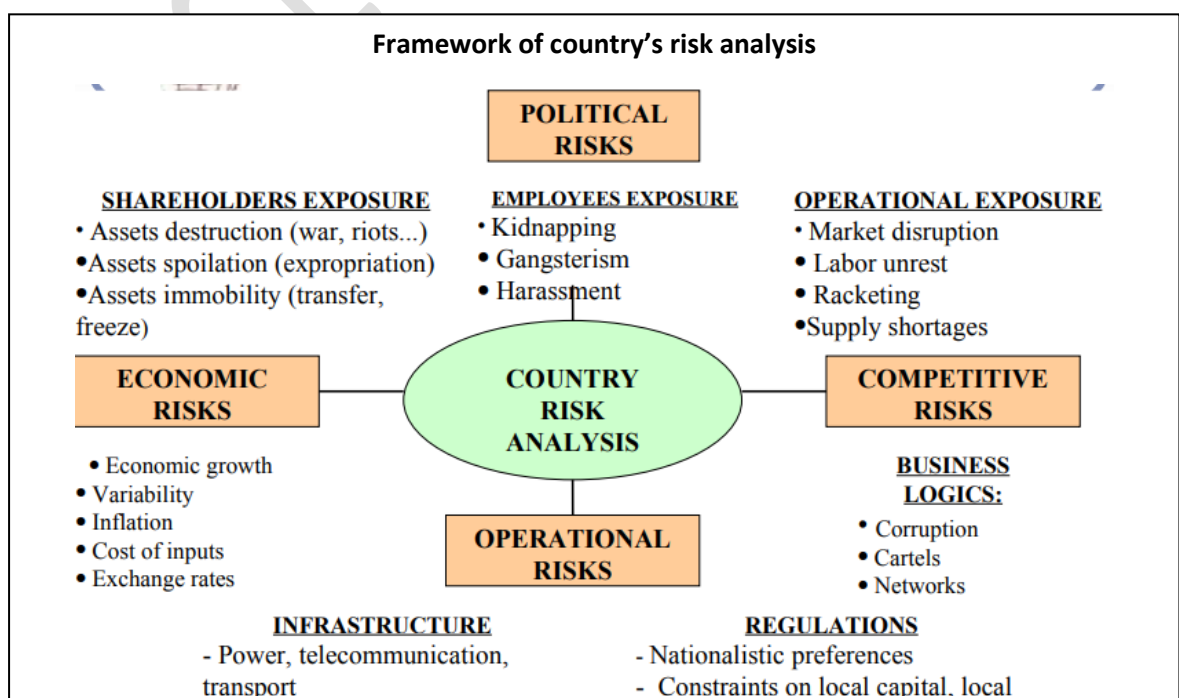 Framework of country’s risk analysis
POLITICAL
RISKS
SHAREHOLDERS EXPOSURE
• Assets destruction (war, riots...)
•Assets spoilation (expropriation)
•Assets immobility (transfer,
freeze)
EMPLOYEES EXPOSURE
• Kidnapping
• Gangsterism
• Harassment
OPERATIONAL EXPOSURE
• Market disruption
• Labor unrest
• Racketing
•Supply shortages
ECONOMIC
RISKS
COUNTRY
RISK
ANALYSIS
COMPETITIVE
RISKS
• Economic growth
• Variability
• Inflation
• Cost of inputs
• Exchange rates
OPERATIONAL
RISKS
BUSINESS
LOGICS:
• Corruption
• Cartels
• Networks
INFRASTRUCTURE
- Power, telecommunication,
transport
REGULATIONS
- Nationalistic preferences
- Constraints on local capital, local